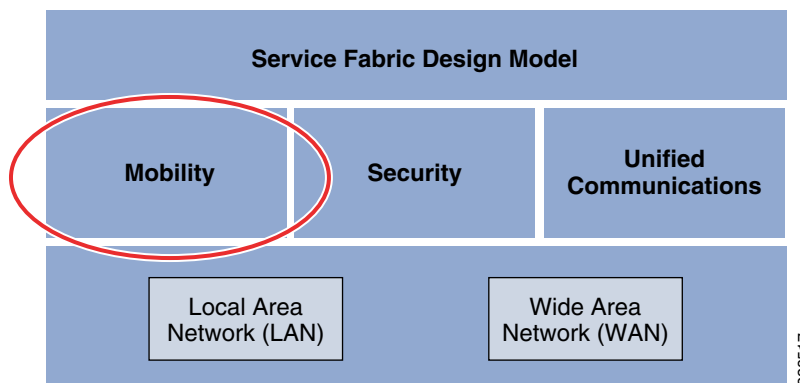 Service Fabric Design Model
Mobility
Security
Unified
Communications
Local Area
Network (LAN)
Wide Area
Network (WAN)